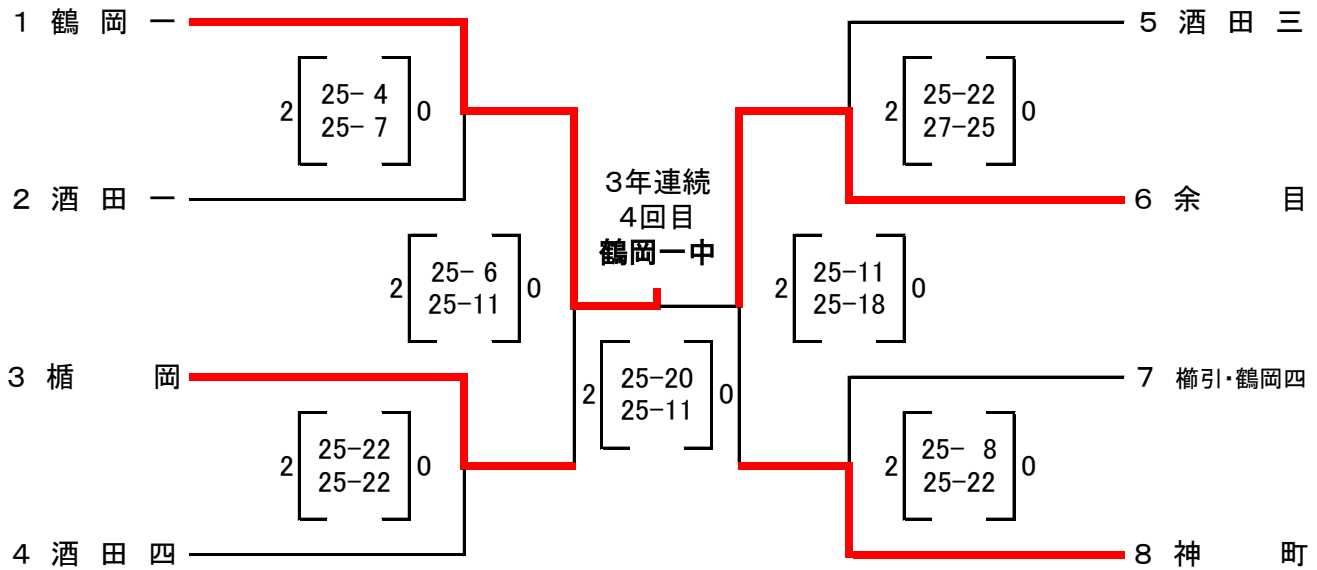 1 鶴岡一
2 [25- 4 25- 7] 0
2 酒田一
2 [25- 6 25-11] 0
3 楯岡
2 [25-22 25-22] 0
4 酒田四
3年連続
4回目
鶴岡一中
2 [25-20 25-11] 0
5 酒田三
2 [25-22 27-25] 0
6 余目
2 [25-11 25-18] 0
7 櫛引・鶴岡四
2 [25- 8 25-22] 0
8 神町